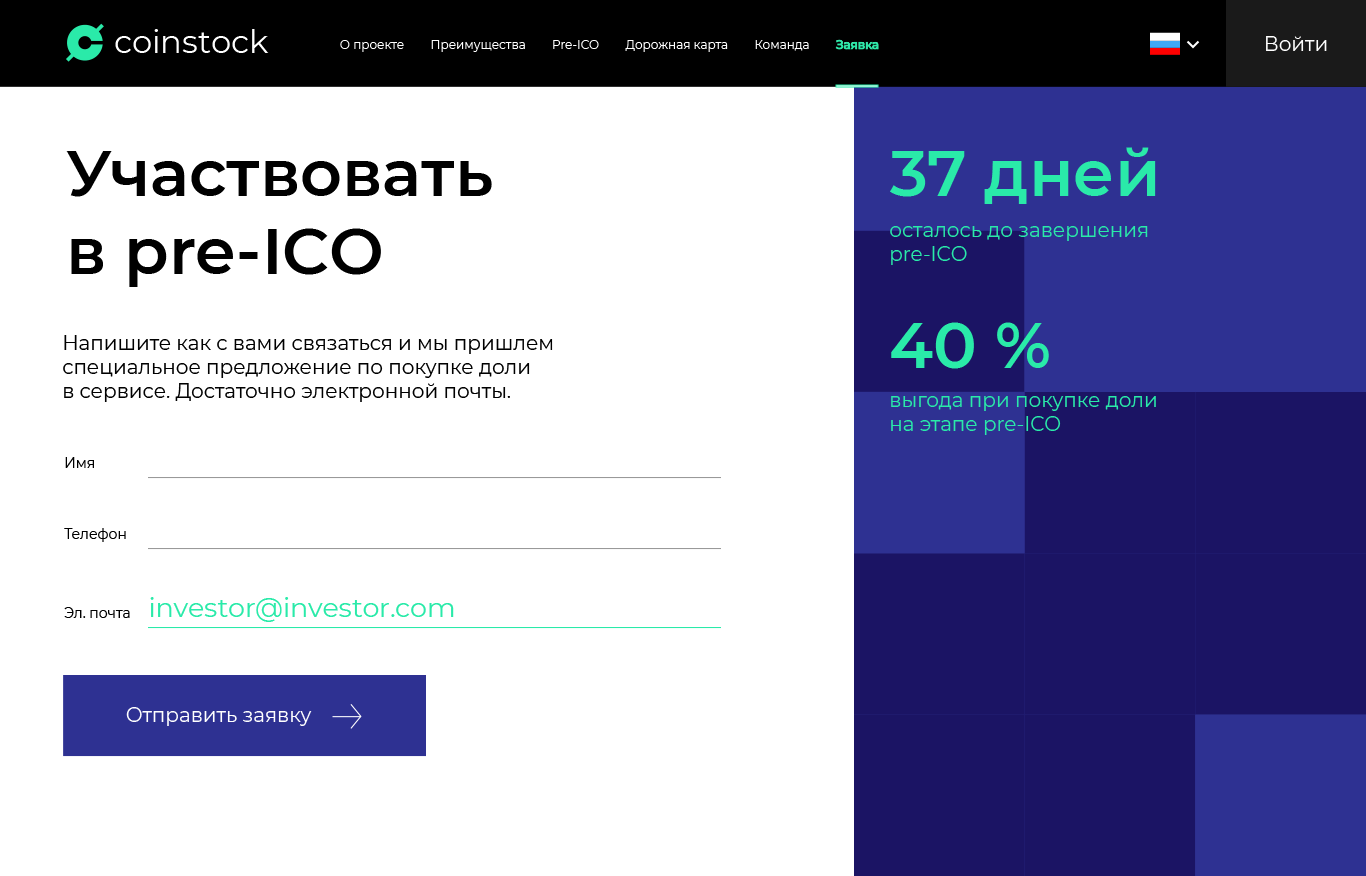 coinstock
О проекте
Преимущества
Pre-ICO
Дорожная карта
Команда
Заявка
Войти
Участвовать
в pre-ICO
Напишите как с вами связаться и мы пришлем
специальное предложение по покупке доли
в сервисе. Достаточно электронной почты.
Имя
Телефон
Эл. почта
investor@investor.com
Отправить заявку
37 дней
осталось до завершения
pre-ICO
40 %
выгода при покупке доли
на этапе pre-ICO